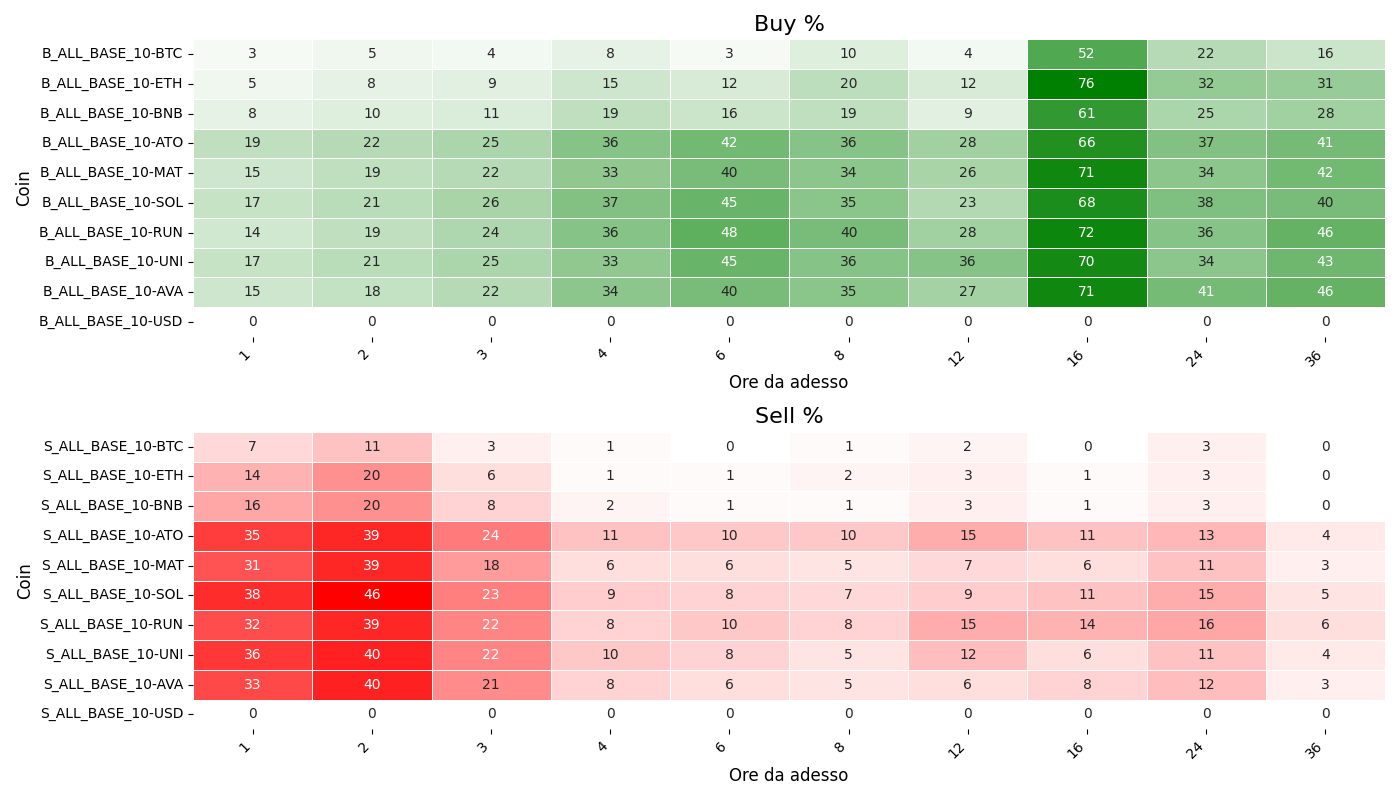 Buy %
Coin
B_ALL_BASE_10-BTC 3 5 4 8 3 10 4 52 22 16
B_ALL_BASE_10-ETH 5 8 9 15 12 20 12 76 32 31
B_ALL_BASE_10-BNB 8 10 11 19 16 19 9 61 25 28
B_ALL_BASE_10-ATO 19 22 25 36 42 36 28 66 37 41
B_ALL_BASE_10-MAT 15 19 22 33 40 34 26 71 34 42
B_ALL_BASE_10-SOL 17 21 26 37 45 35 23 68 38 40
B_ALL_BASE_10-RUN 14 19 24 36 48 40 28 72 36 46
B_ALL_BASE_10-UNI 17 21 25 33 45 36 36 70 34 43
B_ALL_BASE_10-AVA 15 18 22 34 40 35 27 71 41 46
B_ALL_BASE_10-USD 0 0 0 0 0 0 0 0 0 0
1 2 3 4 6 8 12 16 24 36
Ore da adesso
Sell %
Coin
S_ALL_BASE_10-BTC 7 11 3 1 0 1 2 0 3 0
S_ALL_BASE_10-ETH 14 20 6 1 1 2 3 1 3 0
S_ALL_BASE_10-BNB 16 20 8 2 1 1 3 1 3 0
S_ALL_BASE_10-ATO 35 39 24 11 10 10 15 11 13 4
S_ALL_BASE_10-MAT 31 39 18 6 6 5 7 6 11 3
S_ALL_BASE_10-SOL 38 46 23 9 8 7 9 11 15 5
S_ALL_BASE_10-RUN 32 39 22 8 10 8 15 14 16 6
S_ALL_BASE_10-UNI 36 40 22 10 8 5 12 6 11 4
S_ALL_BASE_10-AVA 33 40 21 8 6 5 6 8 12 3
S_ALL_BASE_10-USD 0 0 0 0 0 0 0 0 0 0
1 2 3 4 6 8 12 16 24 36
Ore da adesso